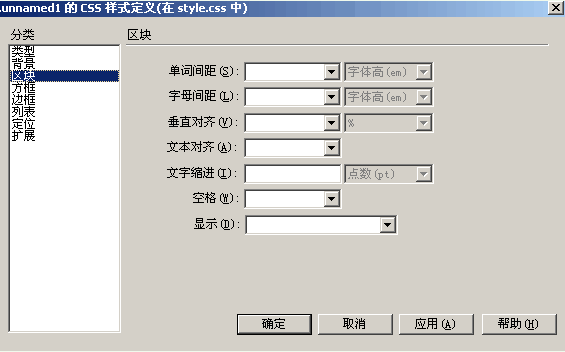 .unnamed1 的 CSS 样式定义(在 style.css 中)
分类
类型
背景
区块
方框
边框
列表
定位
扩展
区块
单词间距(S): 字体高(em)
字母间距(L): 字体高(em)
垂直对齐(V): %
文本对齐(A):
文字缩进(I): 点数(pt)
空格(W):
显示(D):
确定 取消 应用(A) 帮助(H)